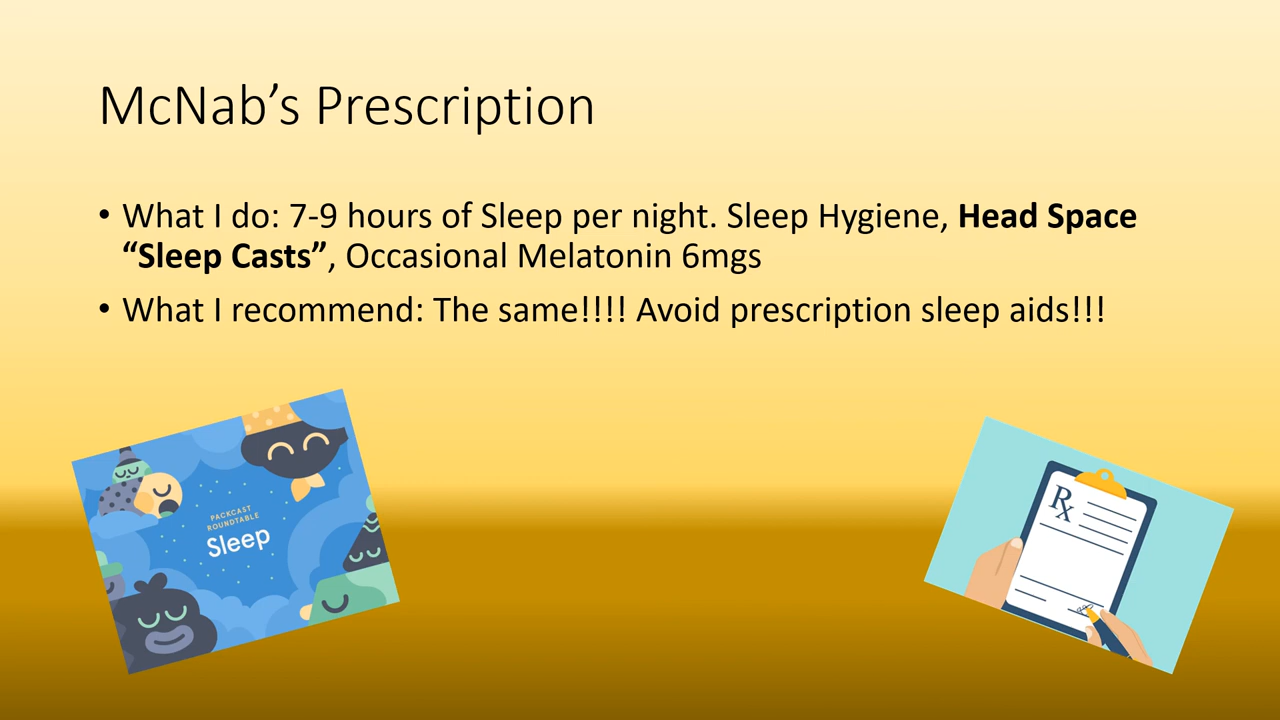 McNab’s Prescription
• What I do: 7-9 hours of Sleep per night. Sleep Hygiene, Head Space
“Sleep Casts”, Occasional Melatonin 6mgs
• What I recommend: The same!!!! Avoid prescription sleep aids!!!
PACKCAST
ROUNDTABLE
Sleep
Rx